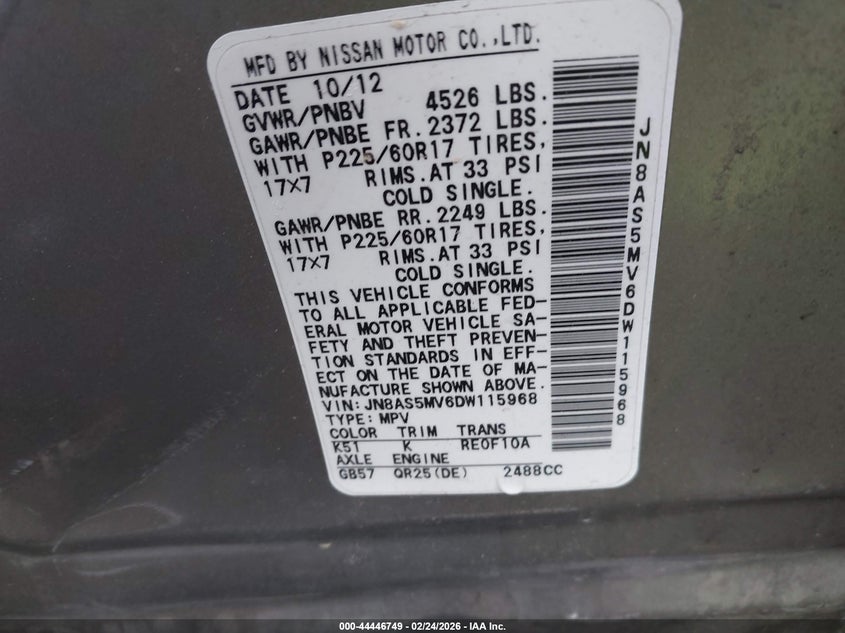 MFD BY NISSAN MOTOR CO.,LTD.
DATE 10/12
GVWR/PNBV 4526 LBS.
GAWR/PNBE FR. 2372 LBS.
WITH P225/60R17 TIRES,
17X7 RIMS.AT 33 PSI
COLD SINGLE.
GAWR/PNBE RR. 2249 LBS.
WITH P225/60R17 TIRES,
17X7 RIMS.AT 33 PSI
COLD SINGLE.
THIS VEHICLE CONFORMS
TO ALL APPLICABLE FED-
ERAL MOTOR VEHICLE SA-
FETY AND THEFT PREVEN-
TION STANDARDS IN EFF-
ECT ON THE DATE OF MA-
NUFACTURE SHOWN ABOVE.
VIN: JN8AS5MV6DW115968
TYPE: MPV
COLOR TRIM TRANS
K51 K RE0F10A
AXLE ENGINE
GB57 QR25(DE) 2488CC
JN8AS5MV6DW115968
000-44446749 - 02/24/2026 - IAA Inc.